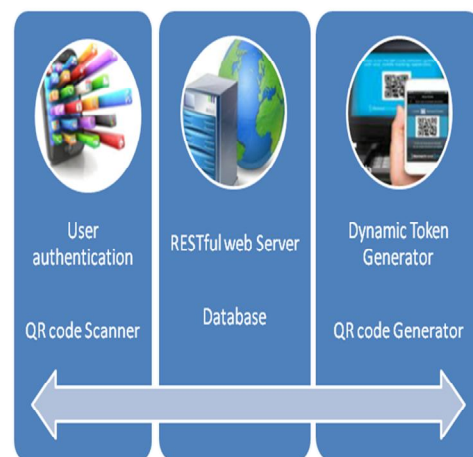 User
authentication
QR code Scanner
RESTful web Server
Database
Dynamic Token
Generator
QR code Generator